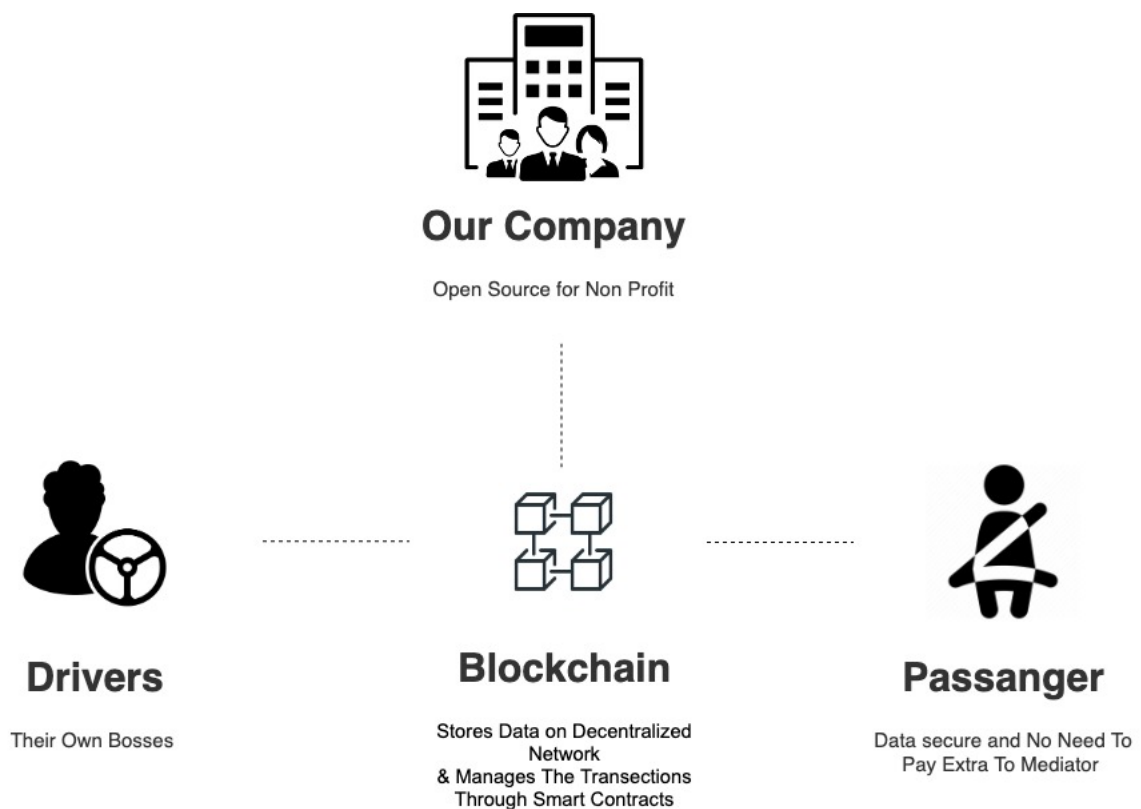 Our Company
Open Source for Non Profit
Drivers
Their Own Bosses
Blockchain
Stores Data on Decentralized
Network
& Manages The Transections
Through Smart Contracts
Passanger
Data secure and No Need To
Pay Extra To Mediator